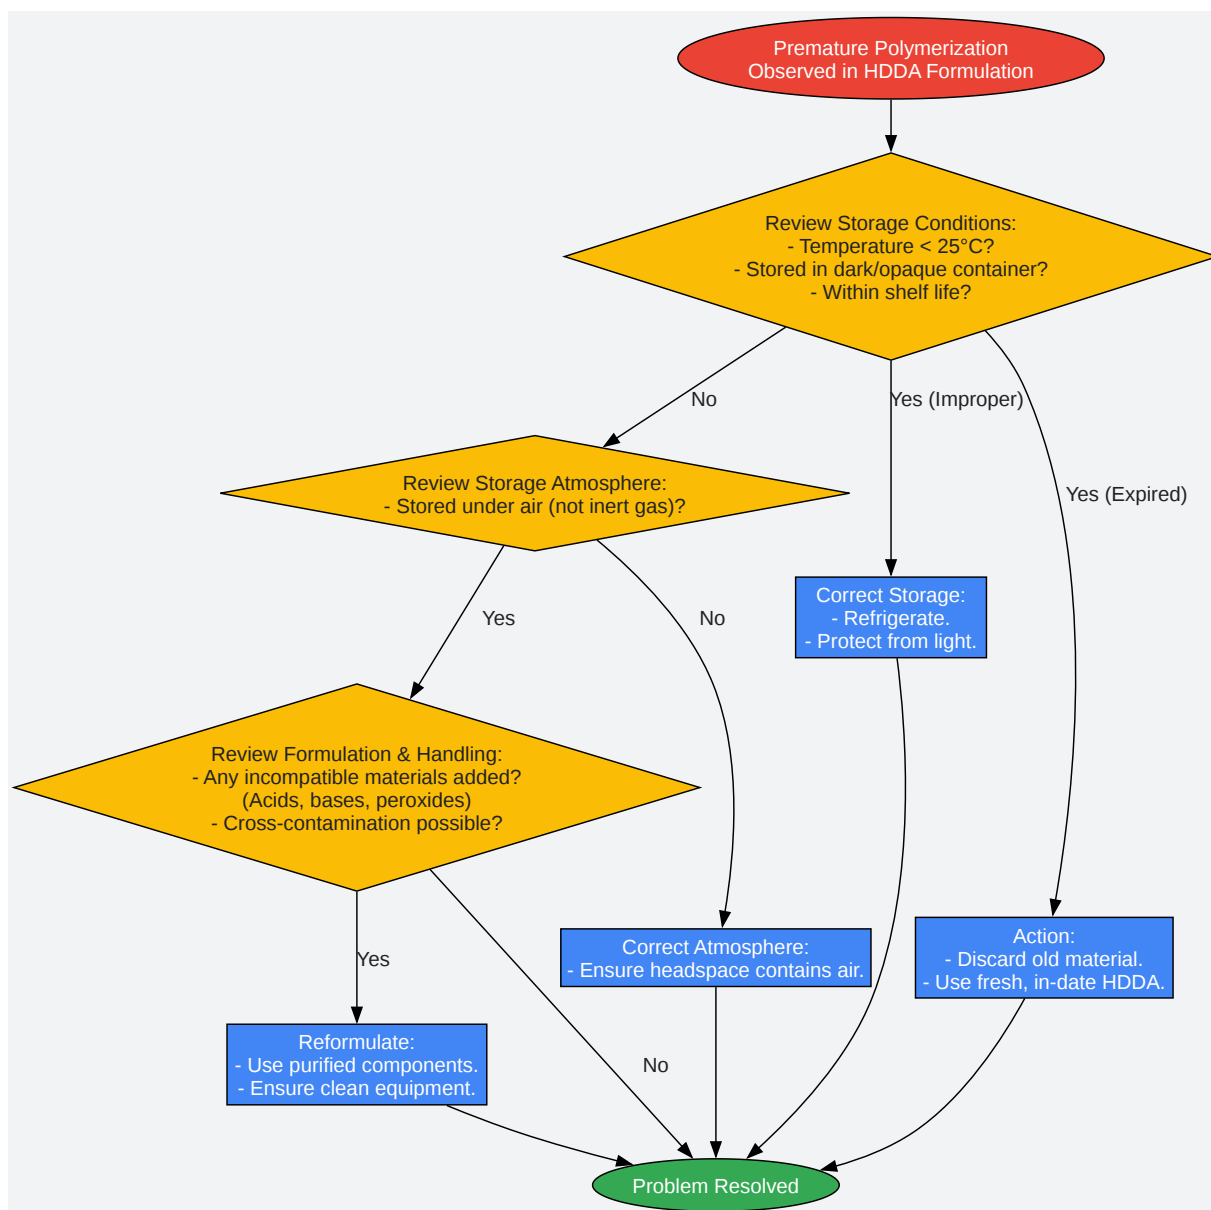 Premature Polymerization
Observed in HDDA Formulation
Review Storage Conditions:
- Temperature < 25°C?
- Stored in dark/opaque container?
- Within shelf life?
No
Yes (Improper)
Yes (Expired)
Review Storage Atmosphere:
- Stored under air (not inert gas)?
Correct Storage:
- Refrigerate.
- Protect from light.
Yes
No
Review Formulation & Handling:
- Any incompatible materials added?
(Acids, bases, peroxides)
- Cross-contamination possible?
Yes
Correct Atmosphere:
- Ensure headspace contains air.
Action:
- Discard old material.
- Use fresh, in-date HDDA.
Reformulate:
- Use purified components.
- Ensure clean equipment.
No
Problem Resolved